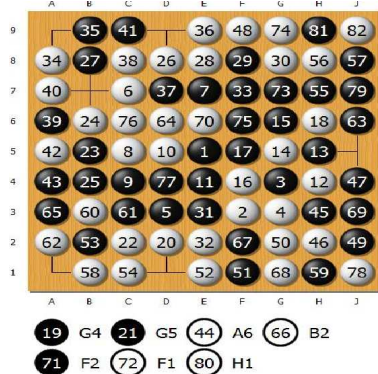 9 35 41 36 48 74 81 82
8 34 27 38 26 28 29 30 56 57
7 40 6 37 7 33 73 55 79
6 39 24 76 64 70 75 15 18 63
5 42 23 8 10 1 17 14 13
4 43 25 9 77 11 16 3 12 47
3 65 60 61 5 31 2 4 45 69
2 62 53 22 20 32 67 50 46 49
1 58 54 52 51 68 59 78
A B C D E F G H J
19 G4 21 G5 44 A6 66 B2
71 F2 72 F1 80 H1